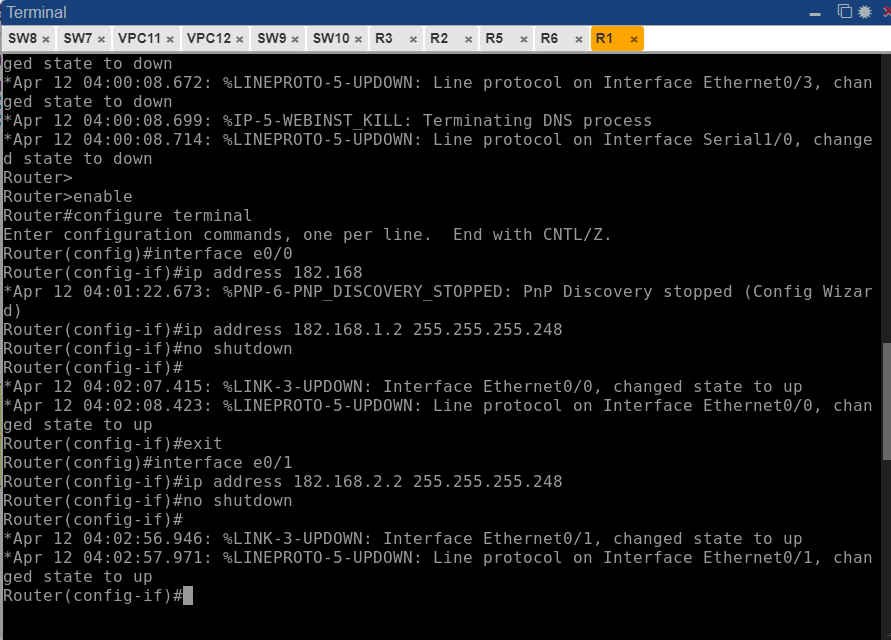 Terminal
SW8 × SW7 × VPC11 × VPC12 × SW9 × SW10 × R3 × R2 × R5 × R6 × R1 ×
ged state to down
*Apr 12 04:00:08.672: %LINEPROTO-5-UPDOWN: Line protocol on Interface Ethernet0/3, chan
ged state to down
*Apr 12 04:00:08.699: %IP-5-WEBINST_KILL: Terminating DNS process
*Apr 12 04:00:08.714: %LINEPROTO-5-UPDOWN: Line protocol on Interface Serial1/0, change
d state to down
Router>
Router>enable
Router#configure terminal
Enter configuration commands, one per line.  End with CNTL/Z.
Router(config)#interface e0/0
Router(config-if)#ip address 182.168
*Apr 12 04:01:22.673: %PNP-6-PNP_DISCOVERY_STOPPED: PnP Discovery stopped (Config Wizar
d)
Router(config-if)#ip address 182.168.1.2 255.255.255.248
Router(config-if)#no shutdown
Router(config-if)#
*Apr 12 04:02:07.415: %LINK-3-UPDOWN: Interface Ethernet0/0, changed state to up
*Apr 12 04:02:08.423: %LINEPROTO-5-UPDOWN: Line protocol on Interface Ethernet0/0, chan
ged state to up
Router(config-if)#exit
Router(config)#interface e0/1
Router(config-if)#ip address 182.168.2.2 255.255.255.248
Router(config-if)#no shutdown
Router(config-if)#
*Apr 12 04:02:56.946: %LINK-3-UPDOWN: Interface Ethernet0/1, changed state to up
*Apr 12 04:02:57.971: %LINEPROTO-5-UPDOWN: Line protocol on Interface Ethernet0/1, chan
ged state to up
Router(config-if)#